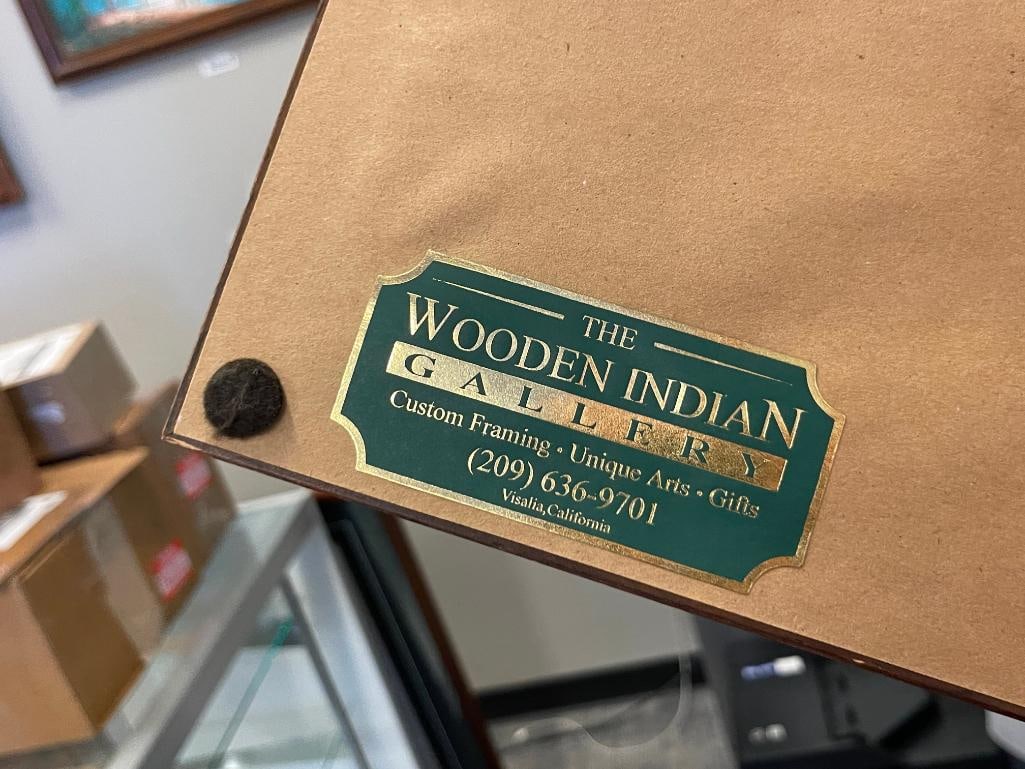 THE
WOODEN INDIAN
GALLERY
Custom Framing • Unique Arts • Gifts
(209) 636-9701
Visalia, California